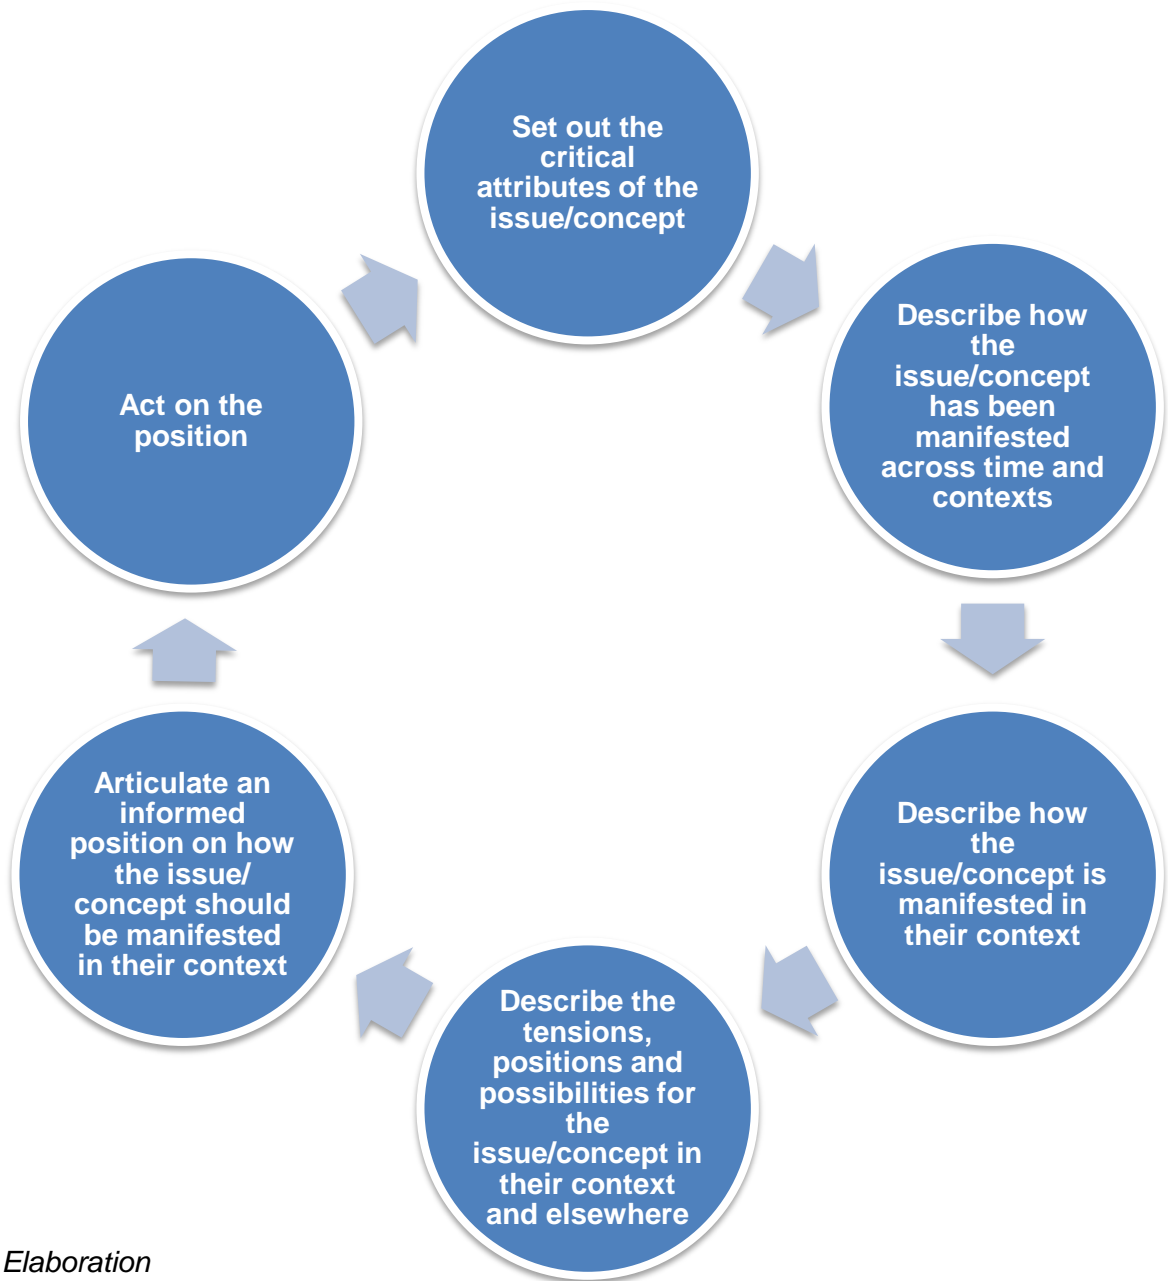 Set out the
critical
attributes of the
issue/concept
Describe how
the
issue/concept
has been
manifested
across time and
contexts
Describe how
the
issue/concept is
manifested in
their context
Describe the
tensions,
positions and
possibilities for
the
issue/concept in
their context
and elsewhere
Articulate an
informed
position on how
the issue/
concept should
be manifested
in their context
Act on the
position
Elaboration